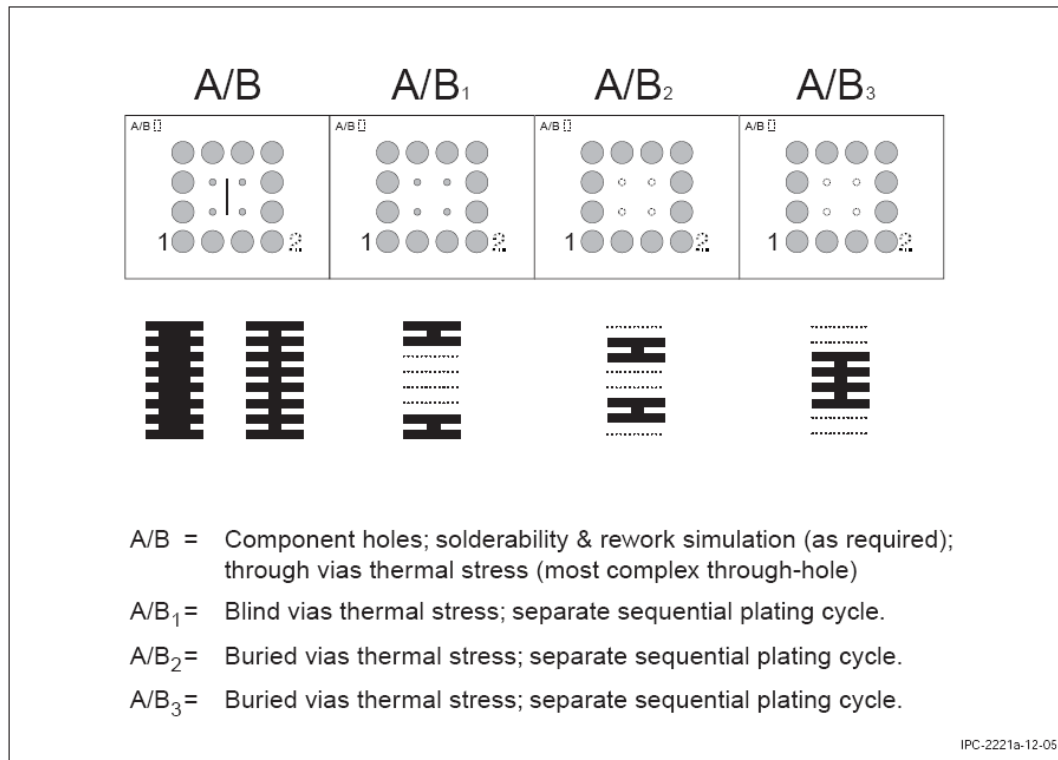 A/B A/B₁ A/B₂ A/B₃
A/B A/B A/B A/B
1 2 1 2 1 2 1 2
A/B = Component holes; solderability & rework simulation (as required);
through vias thermal stress (most complex through-hole)
A/B₁= Blind vias thermal stress; separate sequential plating cycle.
A/B₂= Buried vias thermal stress; separate sequential plating cycle.
A/B₃= Buried vias thermal stress; separate sequential plating cycle.
IPC-2221a-12-05